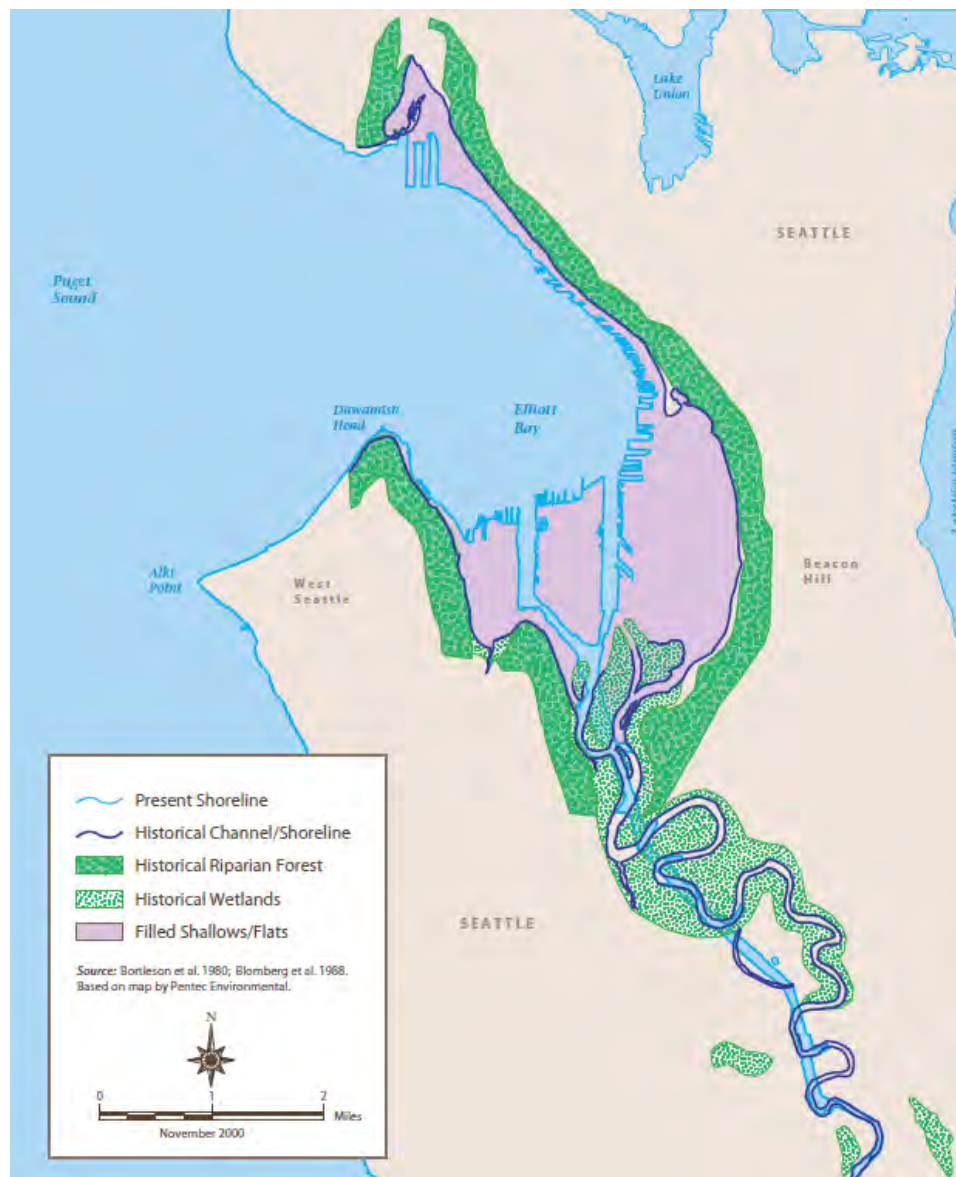 Lake
Union
SEATTLE
Puget
Sound
Duwamish
Head
Elliott
Bay
Alki
Point
West
Seattle
Beacon
Hill
Present Shoreline
Historical Channel/Shoreline
Historical Riparian Forest
Historical Wetlands
Filled Shallows/Flats
SEATTLE
Source: Bortleson et al. 1980; Blomberg et al. 1988.
Based on map by Pentec Environmental.
N
0 1 2
Miles
November 2000